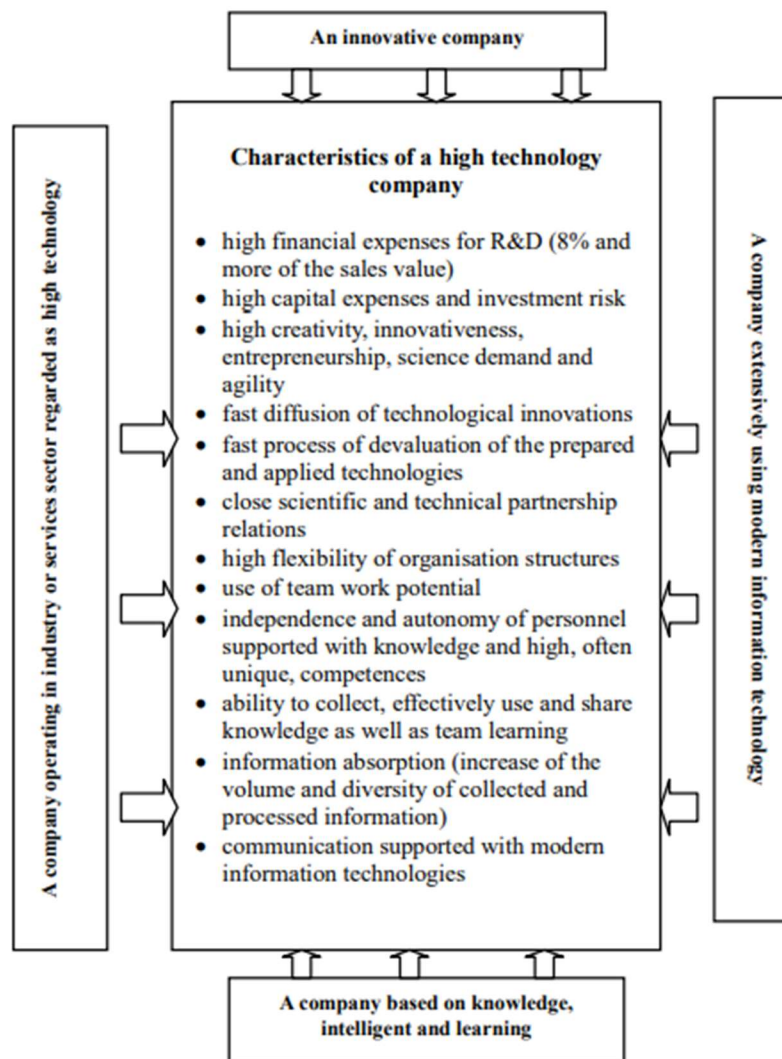 An innovative company
A company operating in industry or services sector regarded as high technology
Characteristics of a high technology
company
• high financial expenses for R&D (8% and
more of the sales value)
• high capital expenses and investment risk
• high creativity, innovativeness,
entrepreneurship, science demand and
agility
• fast diffusion of technological innovations
• fast process of devaluation of the prepared
and applied technologies
• close scientific and technical partnership
relations
• high flexibility of organisation structures
• use of team work potential
• independence and autonomy of personnel
supported with knowledge and high, often
unique, competences
• ability to collect, effectively use and share
knowledge as well as team learning
• information absorption (increase of the
volume and diversity of collected and
processed information)
• communication supported with modern
information technologies
A company extensively using modern information technology
A company based on knowledge,
intelligent and learning